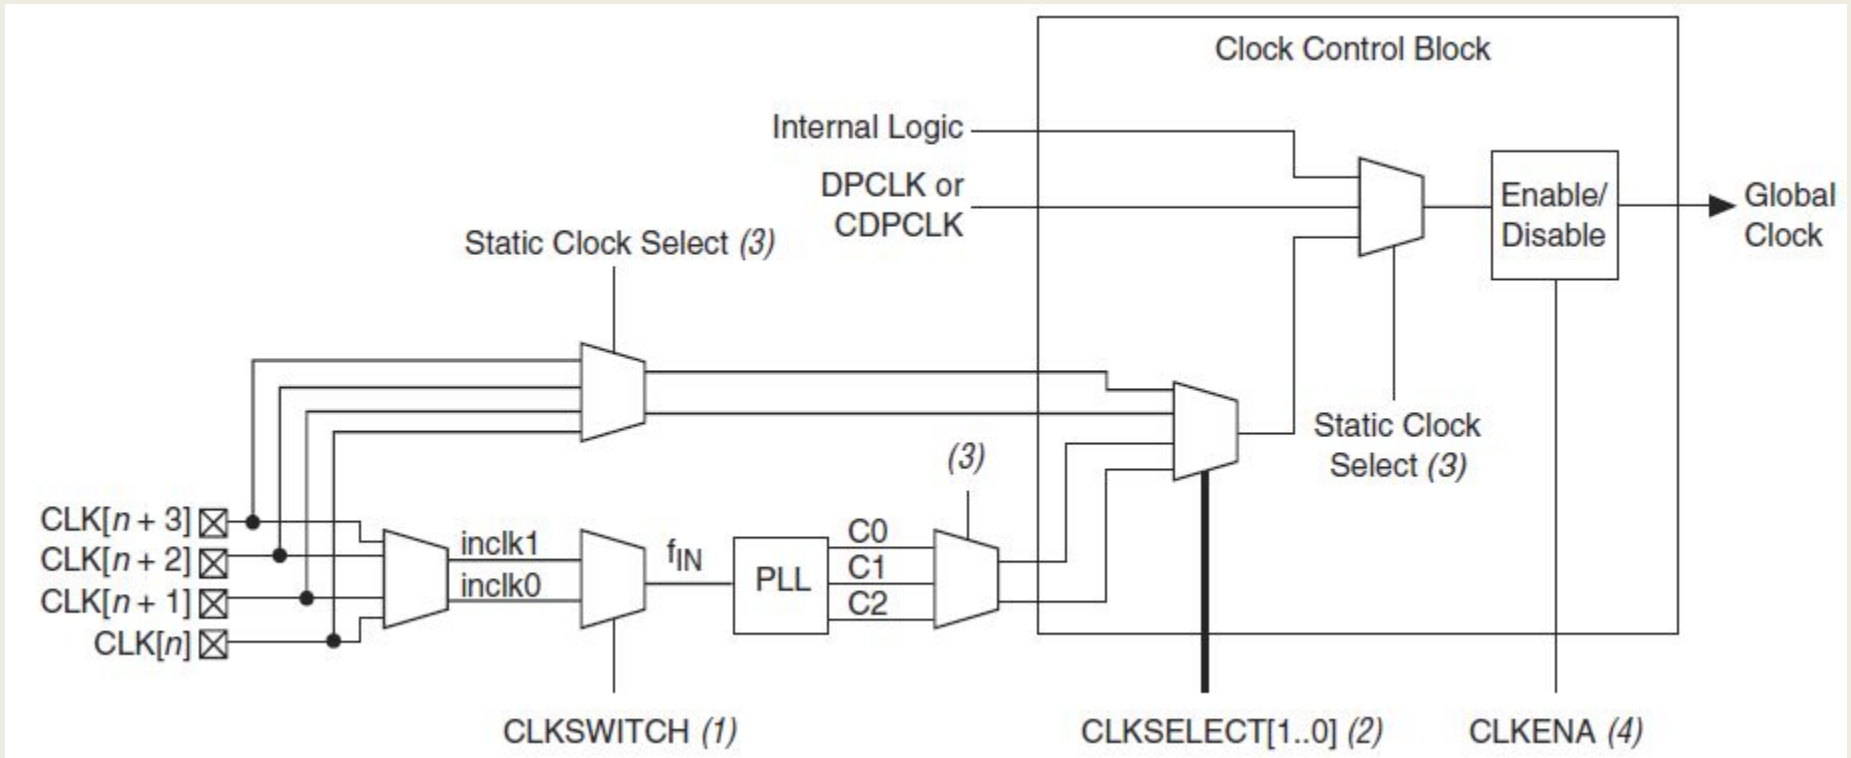 Clock Control Block
Internal Logic
DPCLK or
CDPCLK
Enable/
Disable
Global
Clock
Static Clock Select (3)
Static Clock
Select (3)
(3)
CLK[n + 3]
CLK[n + 2]
CLK[n + 1]
CLK[n]
inclk1
inclk0
fIN
PLL
C0
C1
C2
CLKSWITCH (1)
CLKSELECT[1..0] (2)
CLKENA (4)